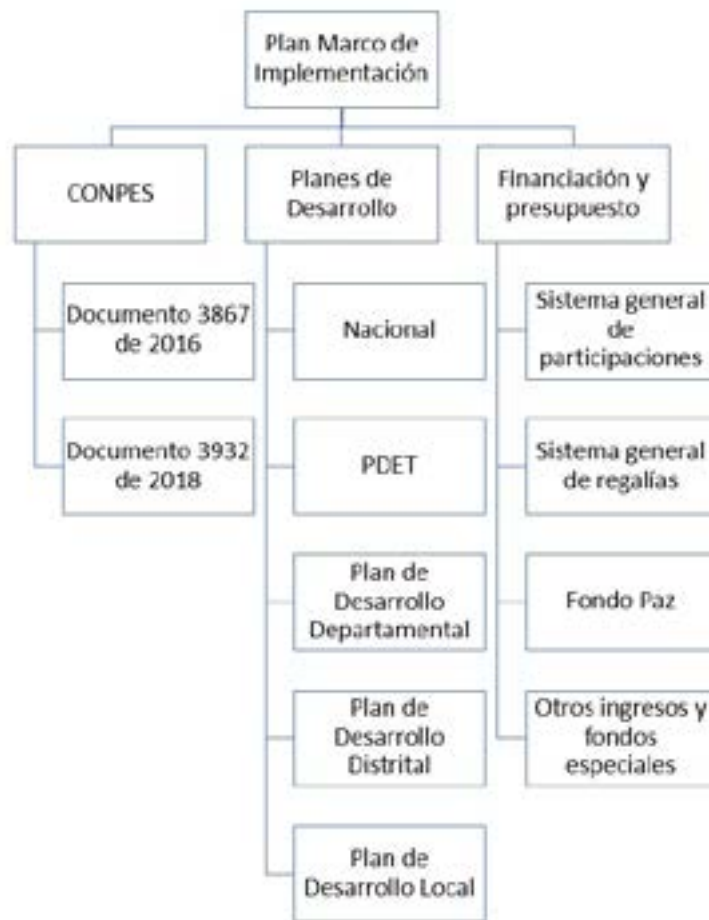 Plan Marco de
Implementación
CONPES
Planes de
Desarrollo
Financiación y
presupuesto
Documento 3867
de 2016
Nacional
Sistema general
de
participaciones
Documento 3932
de 2018
PDET
Sistema general
de regalías
Plan de
Desarrollo
Departamental
Fondo Paz
Plan de
Desarrollo
Distrital
Otros ingresos y
fondos
especiales
Plan de
Desarrollo Local